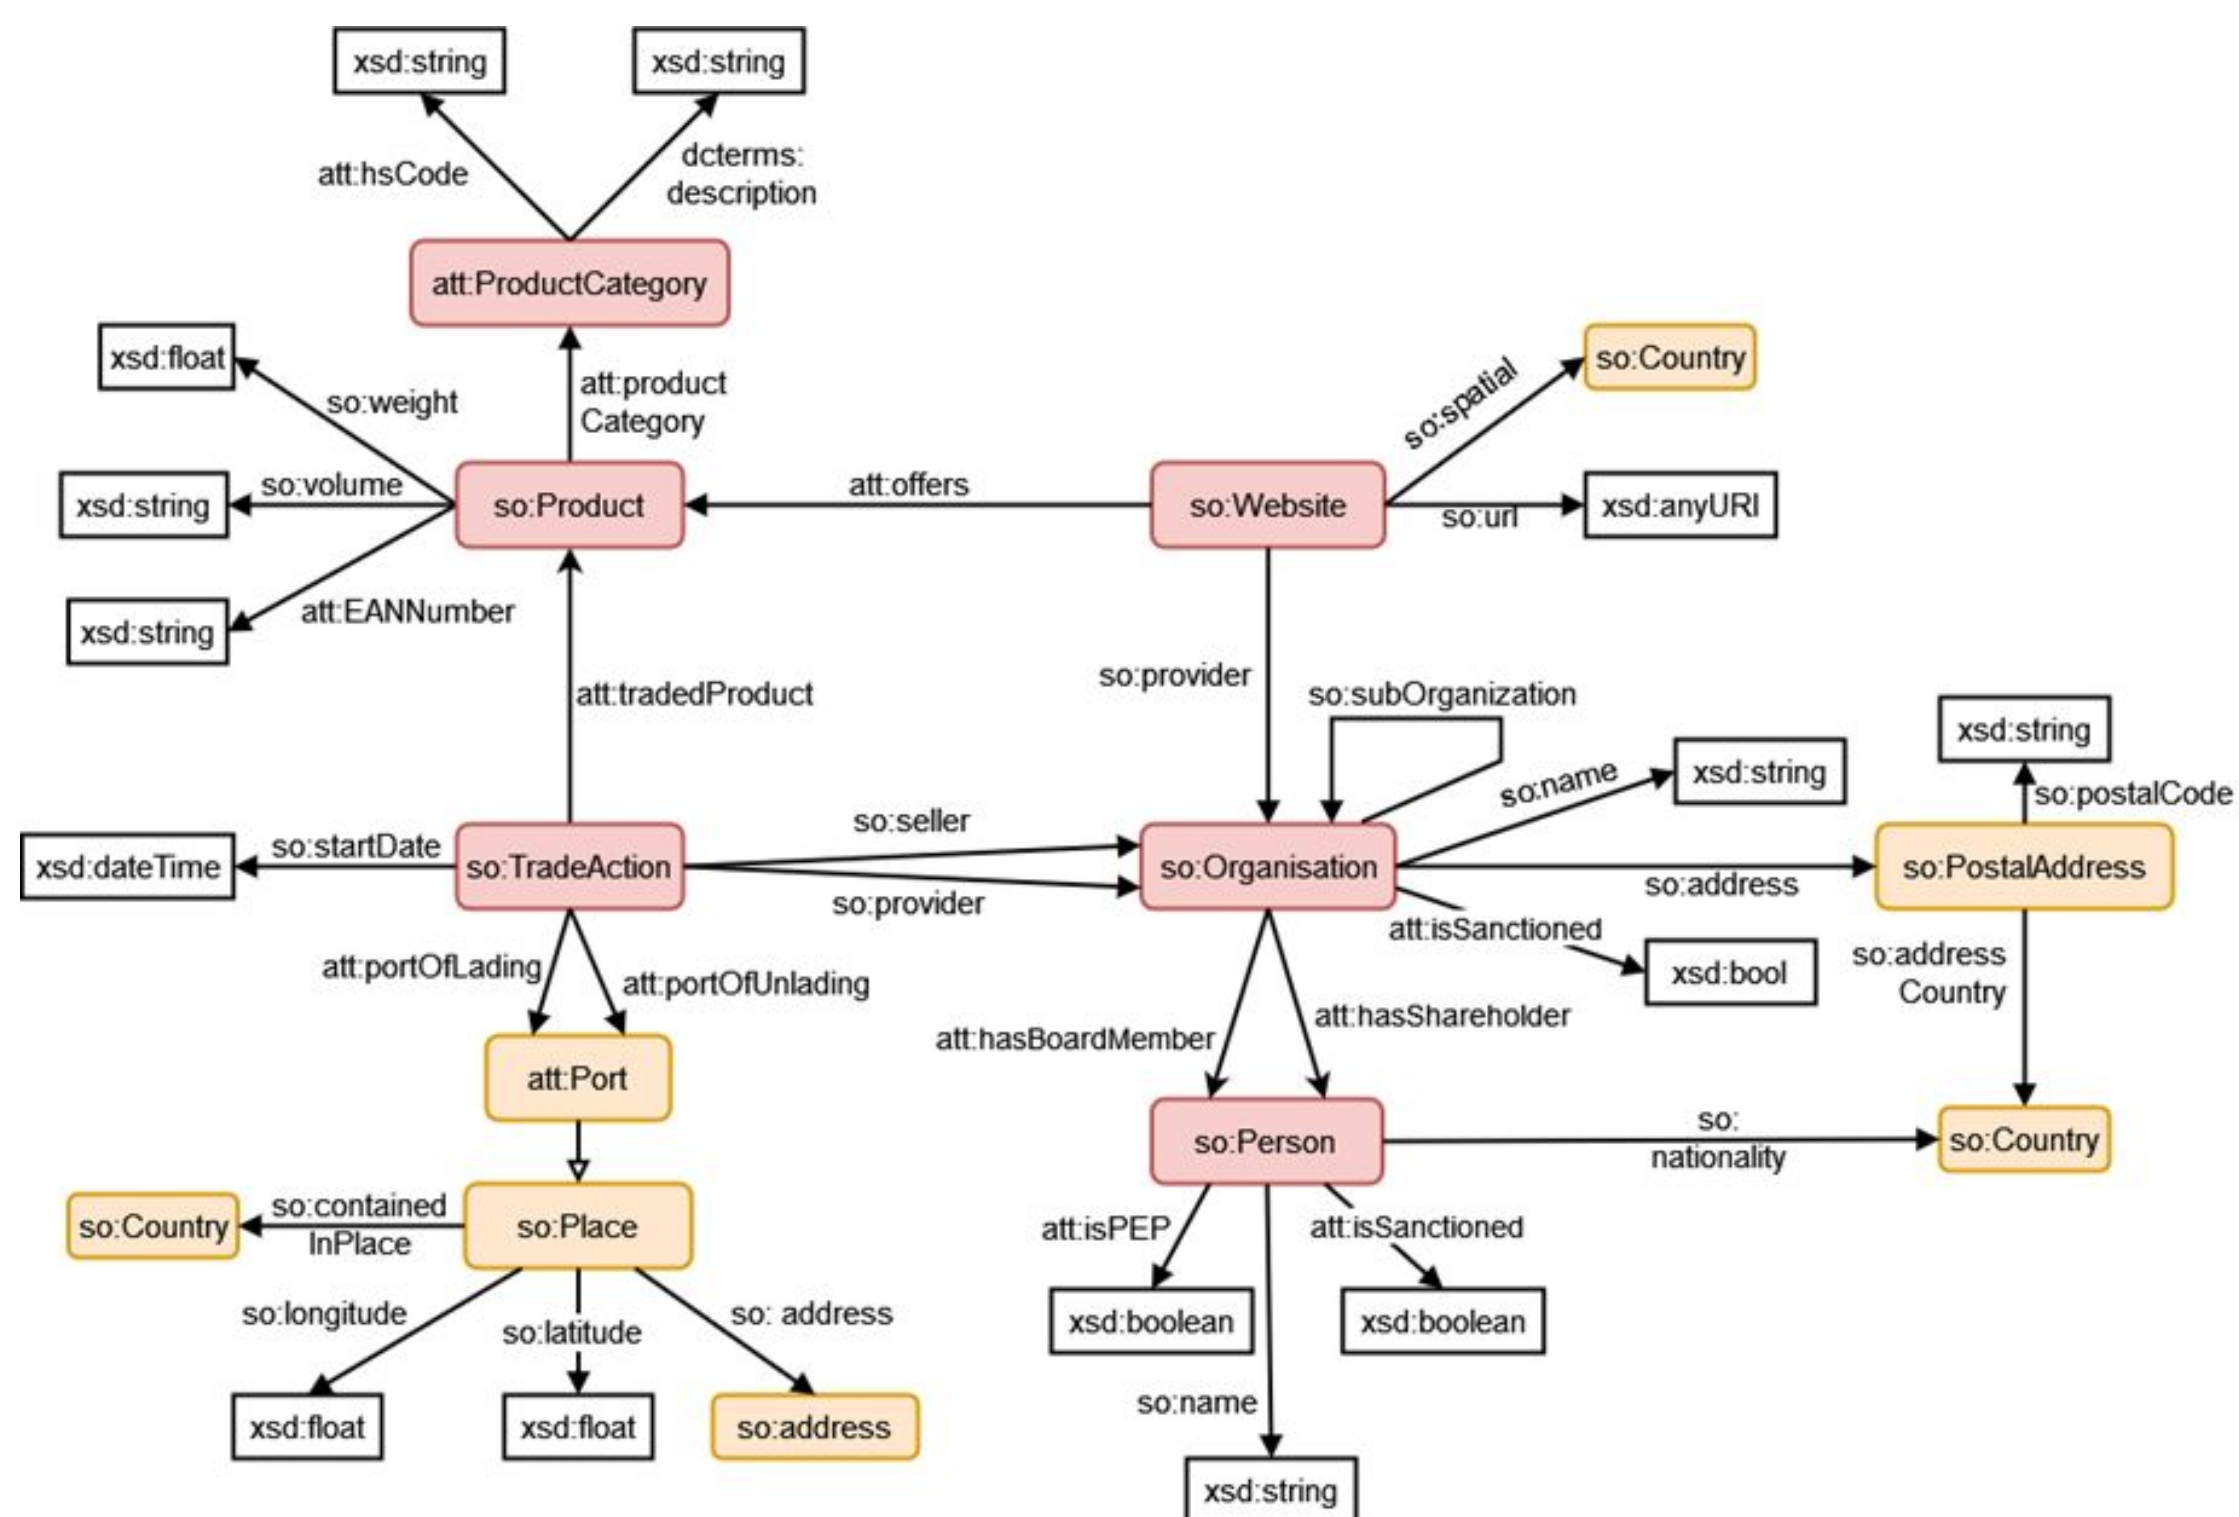 xsd:string
xsd:string
att:hsCode
dcterms:
description
att:ProductCategory
xsd:float
so:weight
att:product
Category
so:spatial
so:Country
xsd:string
so:volume
so:Product
att:offers
so:Website
so:url
xsd:anyURI
xsd:string
att:EANNumber
att:tradedProduct
so:provider
so:subOrganization
xsd:string
so:name
xsd:string
so:postalCode
xsd:dateTime
so:startDate
so:TradeAction
so:seller
so:provider
so:Organisation
so:address
so:PostalAddress
att:isSanctioned
xsd:bool
so:address
Country
att:portOfLading
att:portOfUnlading
att:hasBoardMember
att:hasShareholder
att:Port
so:Person
so:
nationality
so:Country
so:Country
so:contained
InPlace
so:Place
att:isPEP
att:isSanctioned
so:longitude
so:latitude
so: address
xsd:boolean
xsd:boolean
xsd:float
xsd:float
so:address
so:name
xsd:string